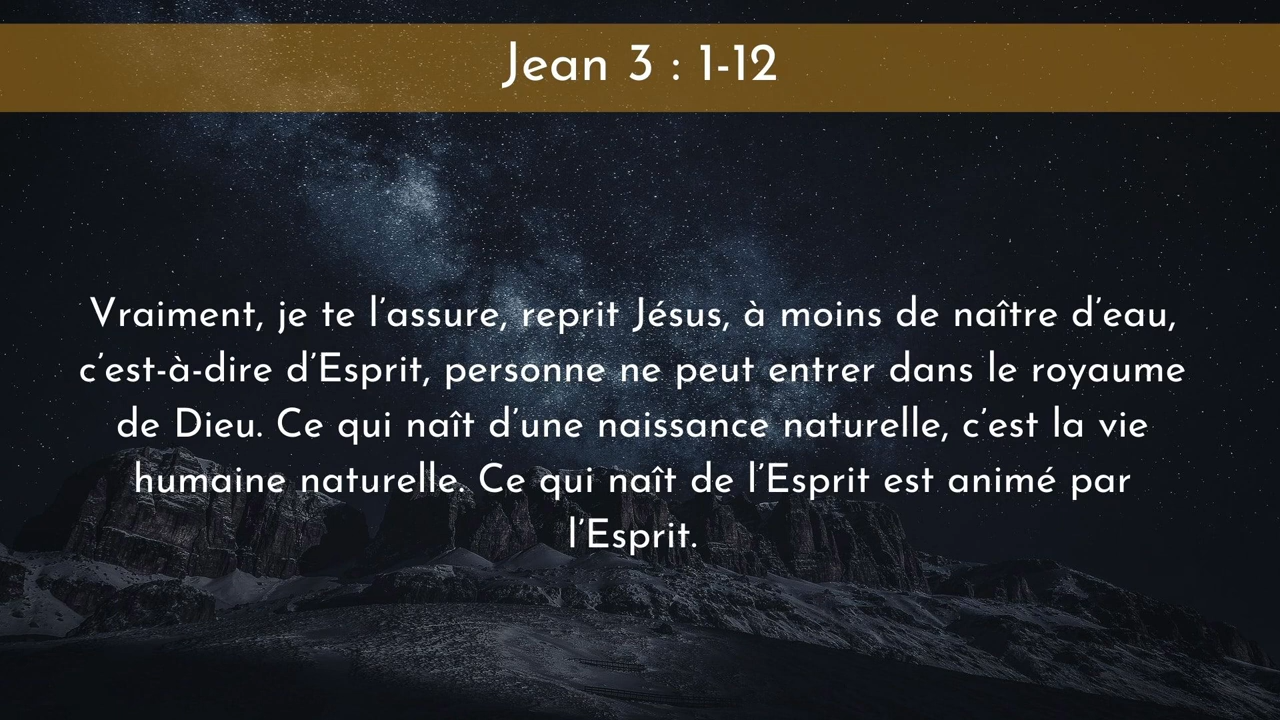 Jean 3 : 1-12
Vraiment, je te l’assure, reprit Jésus, à moins de naître d’eau,
c’est-à-dire d’Esprit, personne ne peut entrer dans le royaume
de Dieu. Ce qui naît d’une naissance naturelle, c’est la vie
humaine naturelle. Ce qui naît de l’Esprit est animé par
l’Esprit.